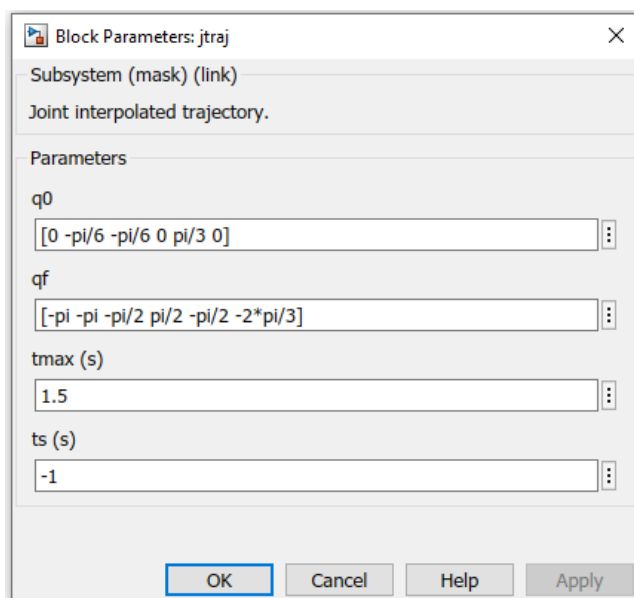 Block Parameters: jtraj
Subsystem (mask) (link)
Joint interpolated trajectory.
Parameters
q0
[0 -pi/6 -pi/6 0 pi/3 0]
qf
[-pi -pi -pi/2 pi/2 -pi/2 -2*pi/3]
tmax (s)
1.5
ts (s)
-1
OK Cancel Help Apply